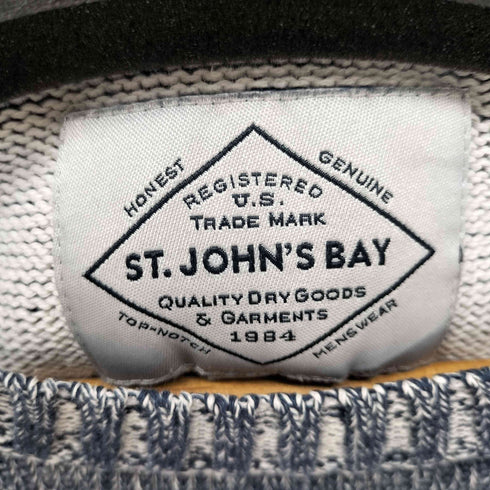 HONEST
GENUINE
REGISTERED
U.S.
TRADE MARK
ST. JOHN'S BAY
QUALITY DRY GOODS
& GARMENTS
1984
TOP-NOTCH
MENSWEAR